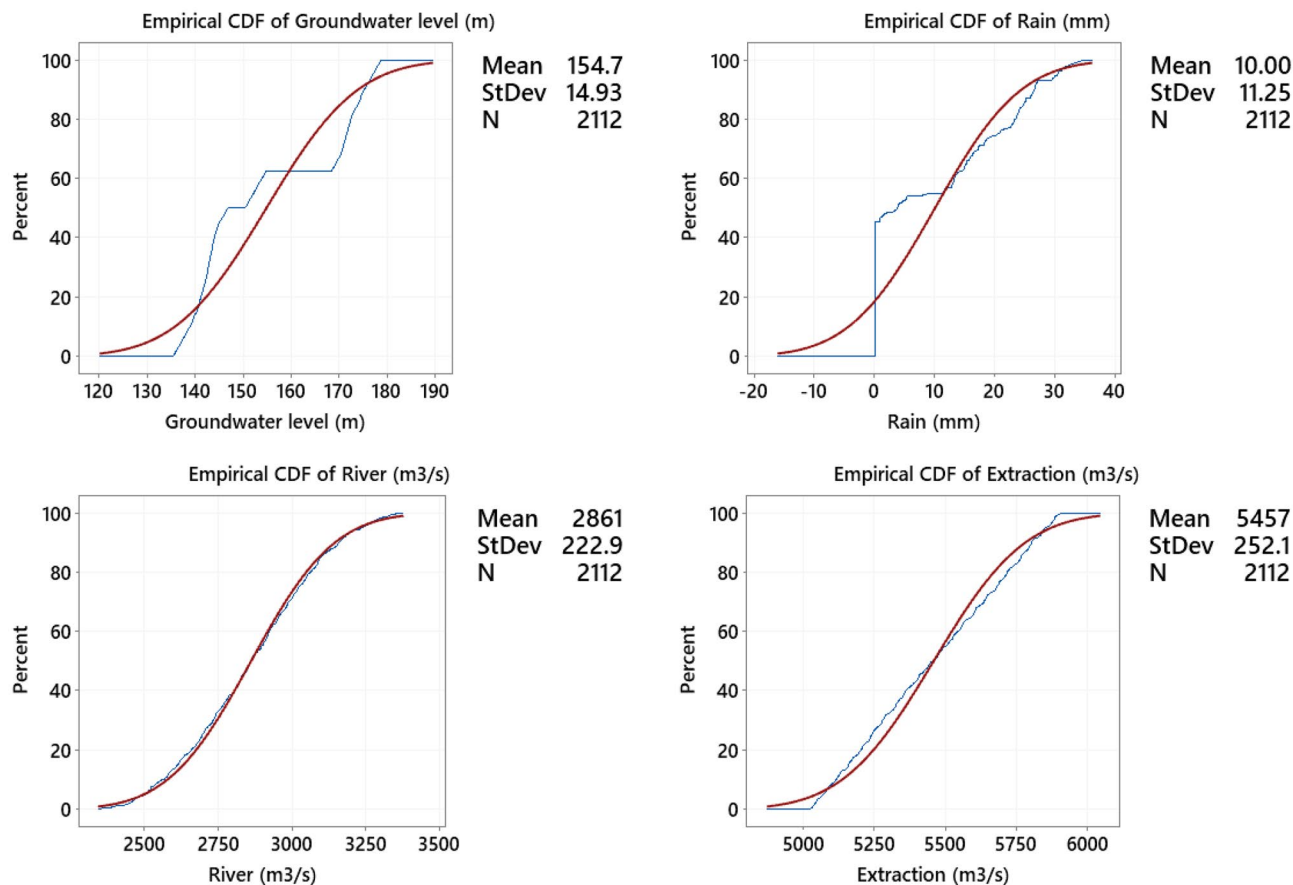 Empirical CDF of Groundwater level (m)
100
80
60
40
20
0
Percent
120 130 140 150 160 170 180 190
Groundwater level (m)
Mean 154.7
StDev 14.93
N 2112
Empirical CDF of Rain (mm)
100
80
60
40
20
0
Percent
-20 -10 0 10 20 30 40
Rain (mm)
Mean 10.00
StDev 11.25
N 2112
Empirical CDF of River (m3/s)
100
80
60
40
20
0
Percent
2500 2750 3000 3250 3500
River (m3/s)
Mean 2861
StDev 222.9
N 2112
Empirical CDF of Extraction (m3/s)
100
80
60
40
20
0
Percent
5000 5250 5500 5750 6000
Extraction (m3/s)
Mean 5457
StDev 252.1
N 2112